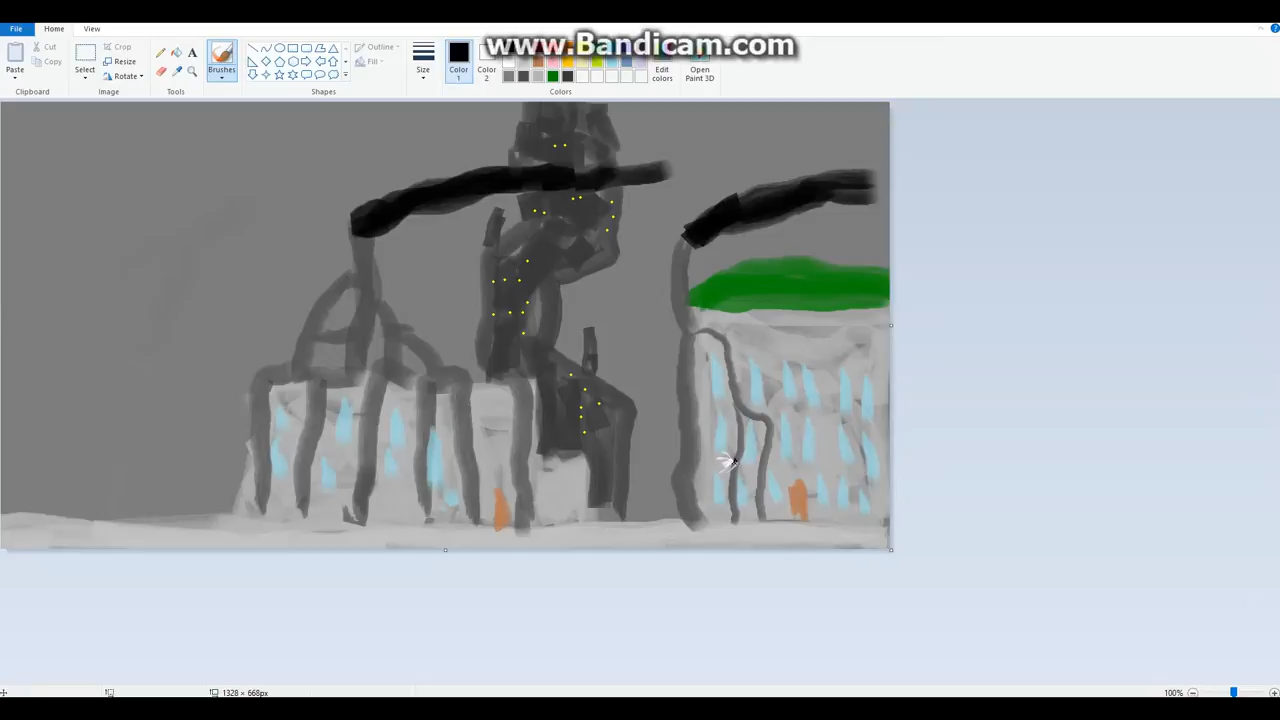 www.Bandicam.com
File Home View
Cut
Copy
Paste
Clipboard
Select
Crop
Resize
Rotate
Image
Tools
Brushes
Shapes
Outline
Fill
Size
Color 1
Color 2
Edit colors
Open Paint 3D
Colors
1328 × 668px
100%